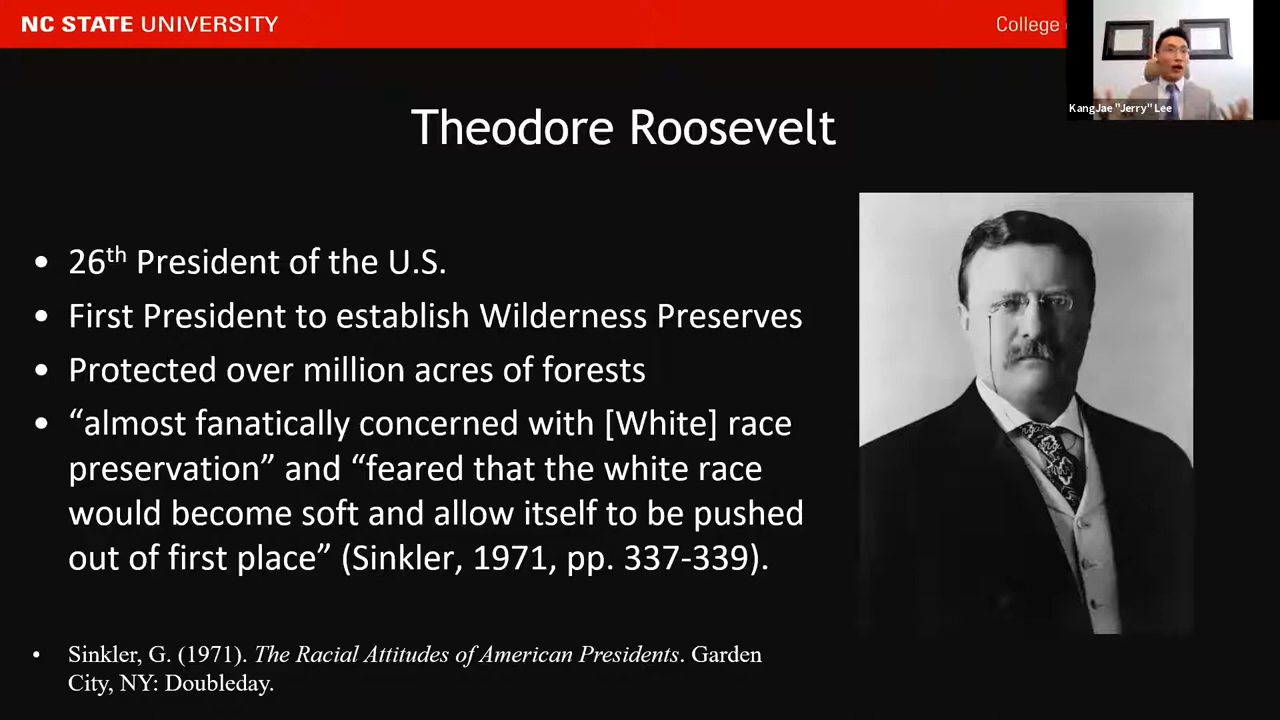 NC STATE UNIVERSITY
College
KangJae "Jerry" Lee
Theodore Roosevelt
• 26th President of the U.S.
• First President to establish Wilderness Preserves
• Protected over million acres of forests
• “almost fanatically concerned with [White] race
preservation” and “feared that the white race
would become soft and allow itself to be pushed
out of first place” (Sinkler, 1971, pp. 337-339).
• Sinkler, G. (1971). The Racial Attitudes of American Presidents. Garden
City, NY: Doubleday.